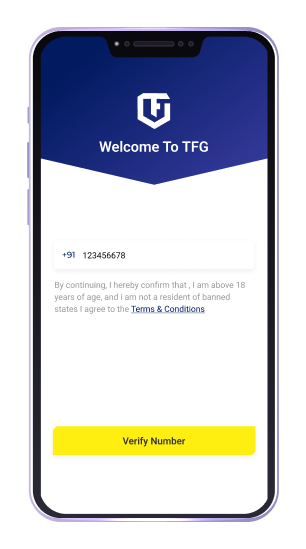 Welcome To TFG
+91 123456678
By continuing, I hereby confirm that , I am above 18
years of age, and i am not a resident of banned
states I agree to the Terms & Conditions
Verify Number